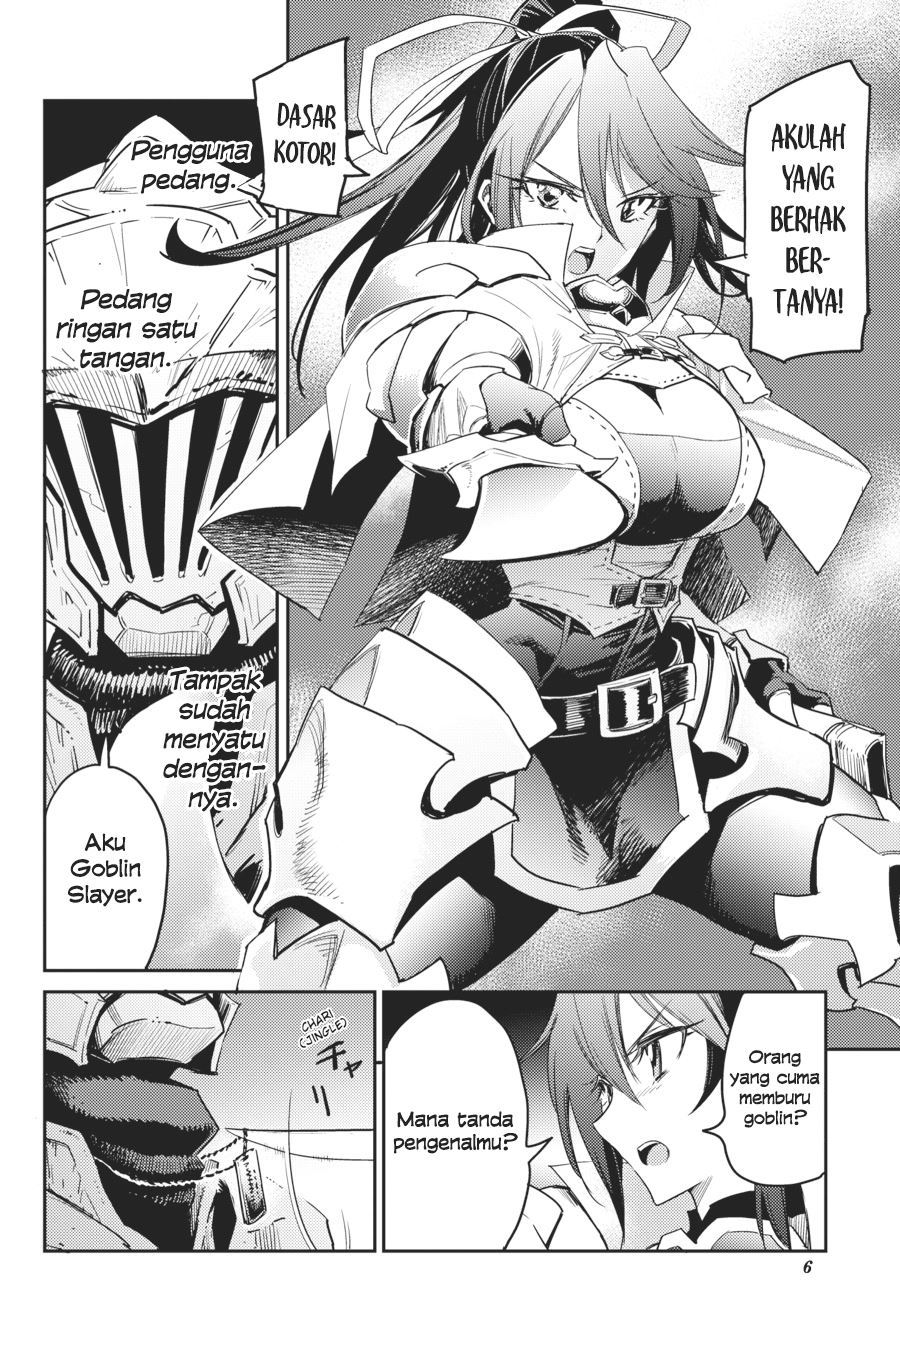 AKULAH
YANG
BERHAK
BER-
TANYA!
DASAR
KOTOR!
Pengguna
pedang.
Pedang
ringan satu
tangan.
Tampak
sudah
menyatu
dengan-
nya.
Aku
Goblin
Slayer.
Orang
yang cuma
memburu
goblin?
Mana tanda
pengenalmu?
CHARI
(JINGLE)
チャ
リ
6